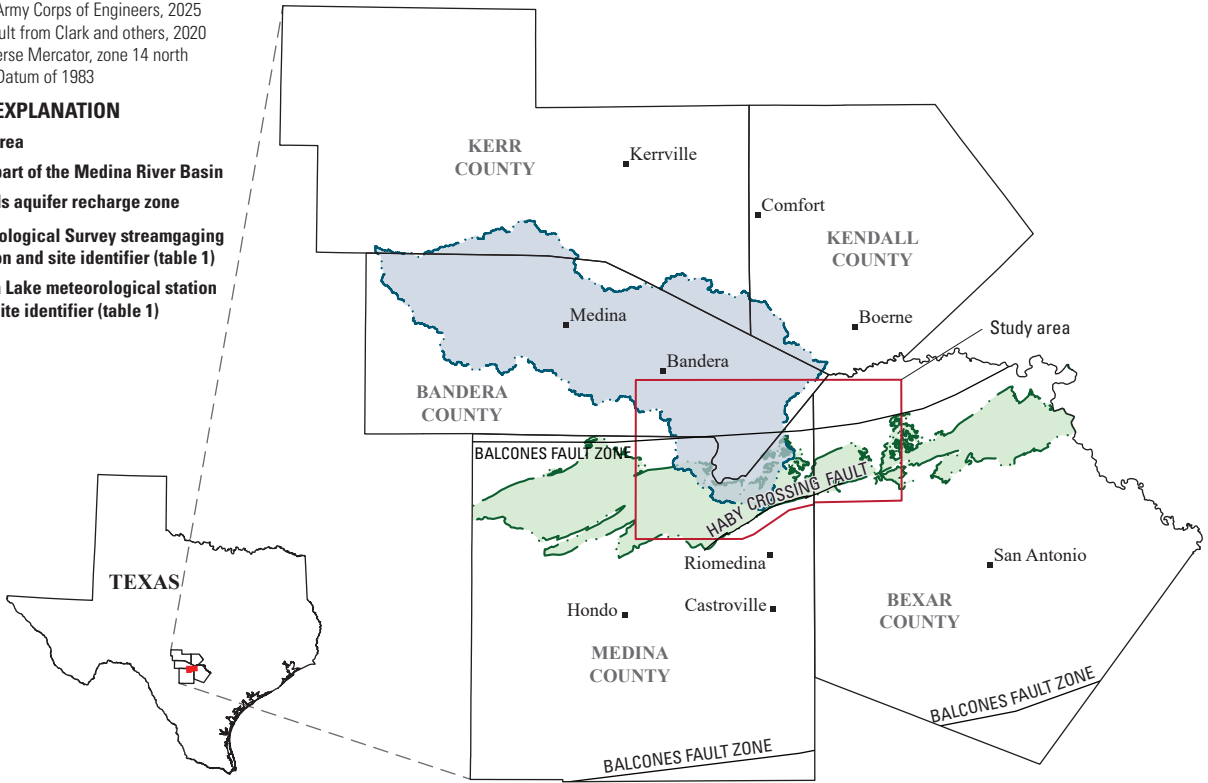 Army Corps of Engineers, 2025
ult from Clark and others, 2020
erse Mercator, zone 14 north
Datum of 1983
EXPLANATION
rea
part of the Medina River Basin
ls aquifer recharge zone
ological Survey streamgaging
on and site identifier (table 1)
Lake meteorological station
ite identifier (table 1)
KERR
COUNTY
Kerrville
Comfort
KENDALL
COUNTY
Medina
Boerne
Study area
Bandera
BANDERA
COUNTY
BALCONES FAULT ZONE
HABY CROSSING FAULT
Riomedina
San Antonio
TEXAS
Hondo
Castroville
BEXAR
COUNTY
MEDINA
COUNTY
BALCONES FAULT ZONE
BALCONES FAULT ZONE